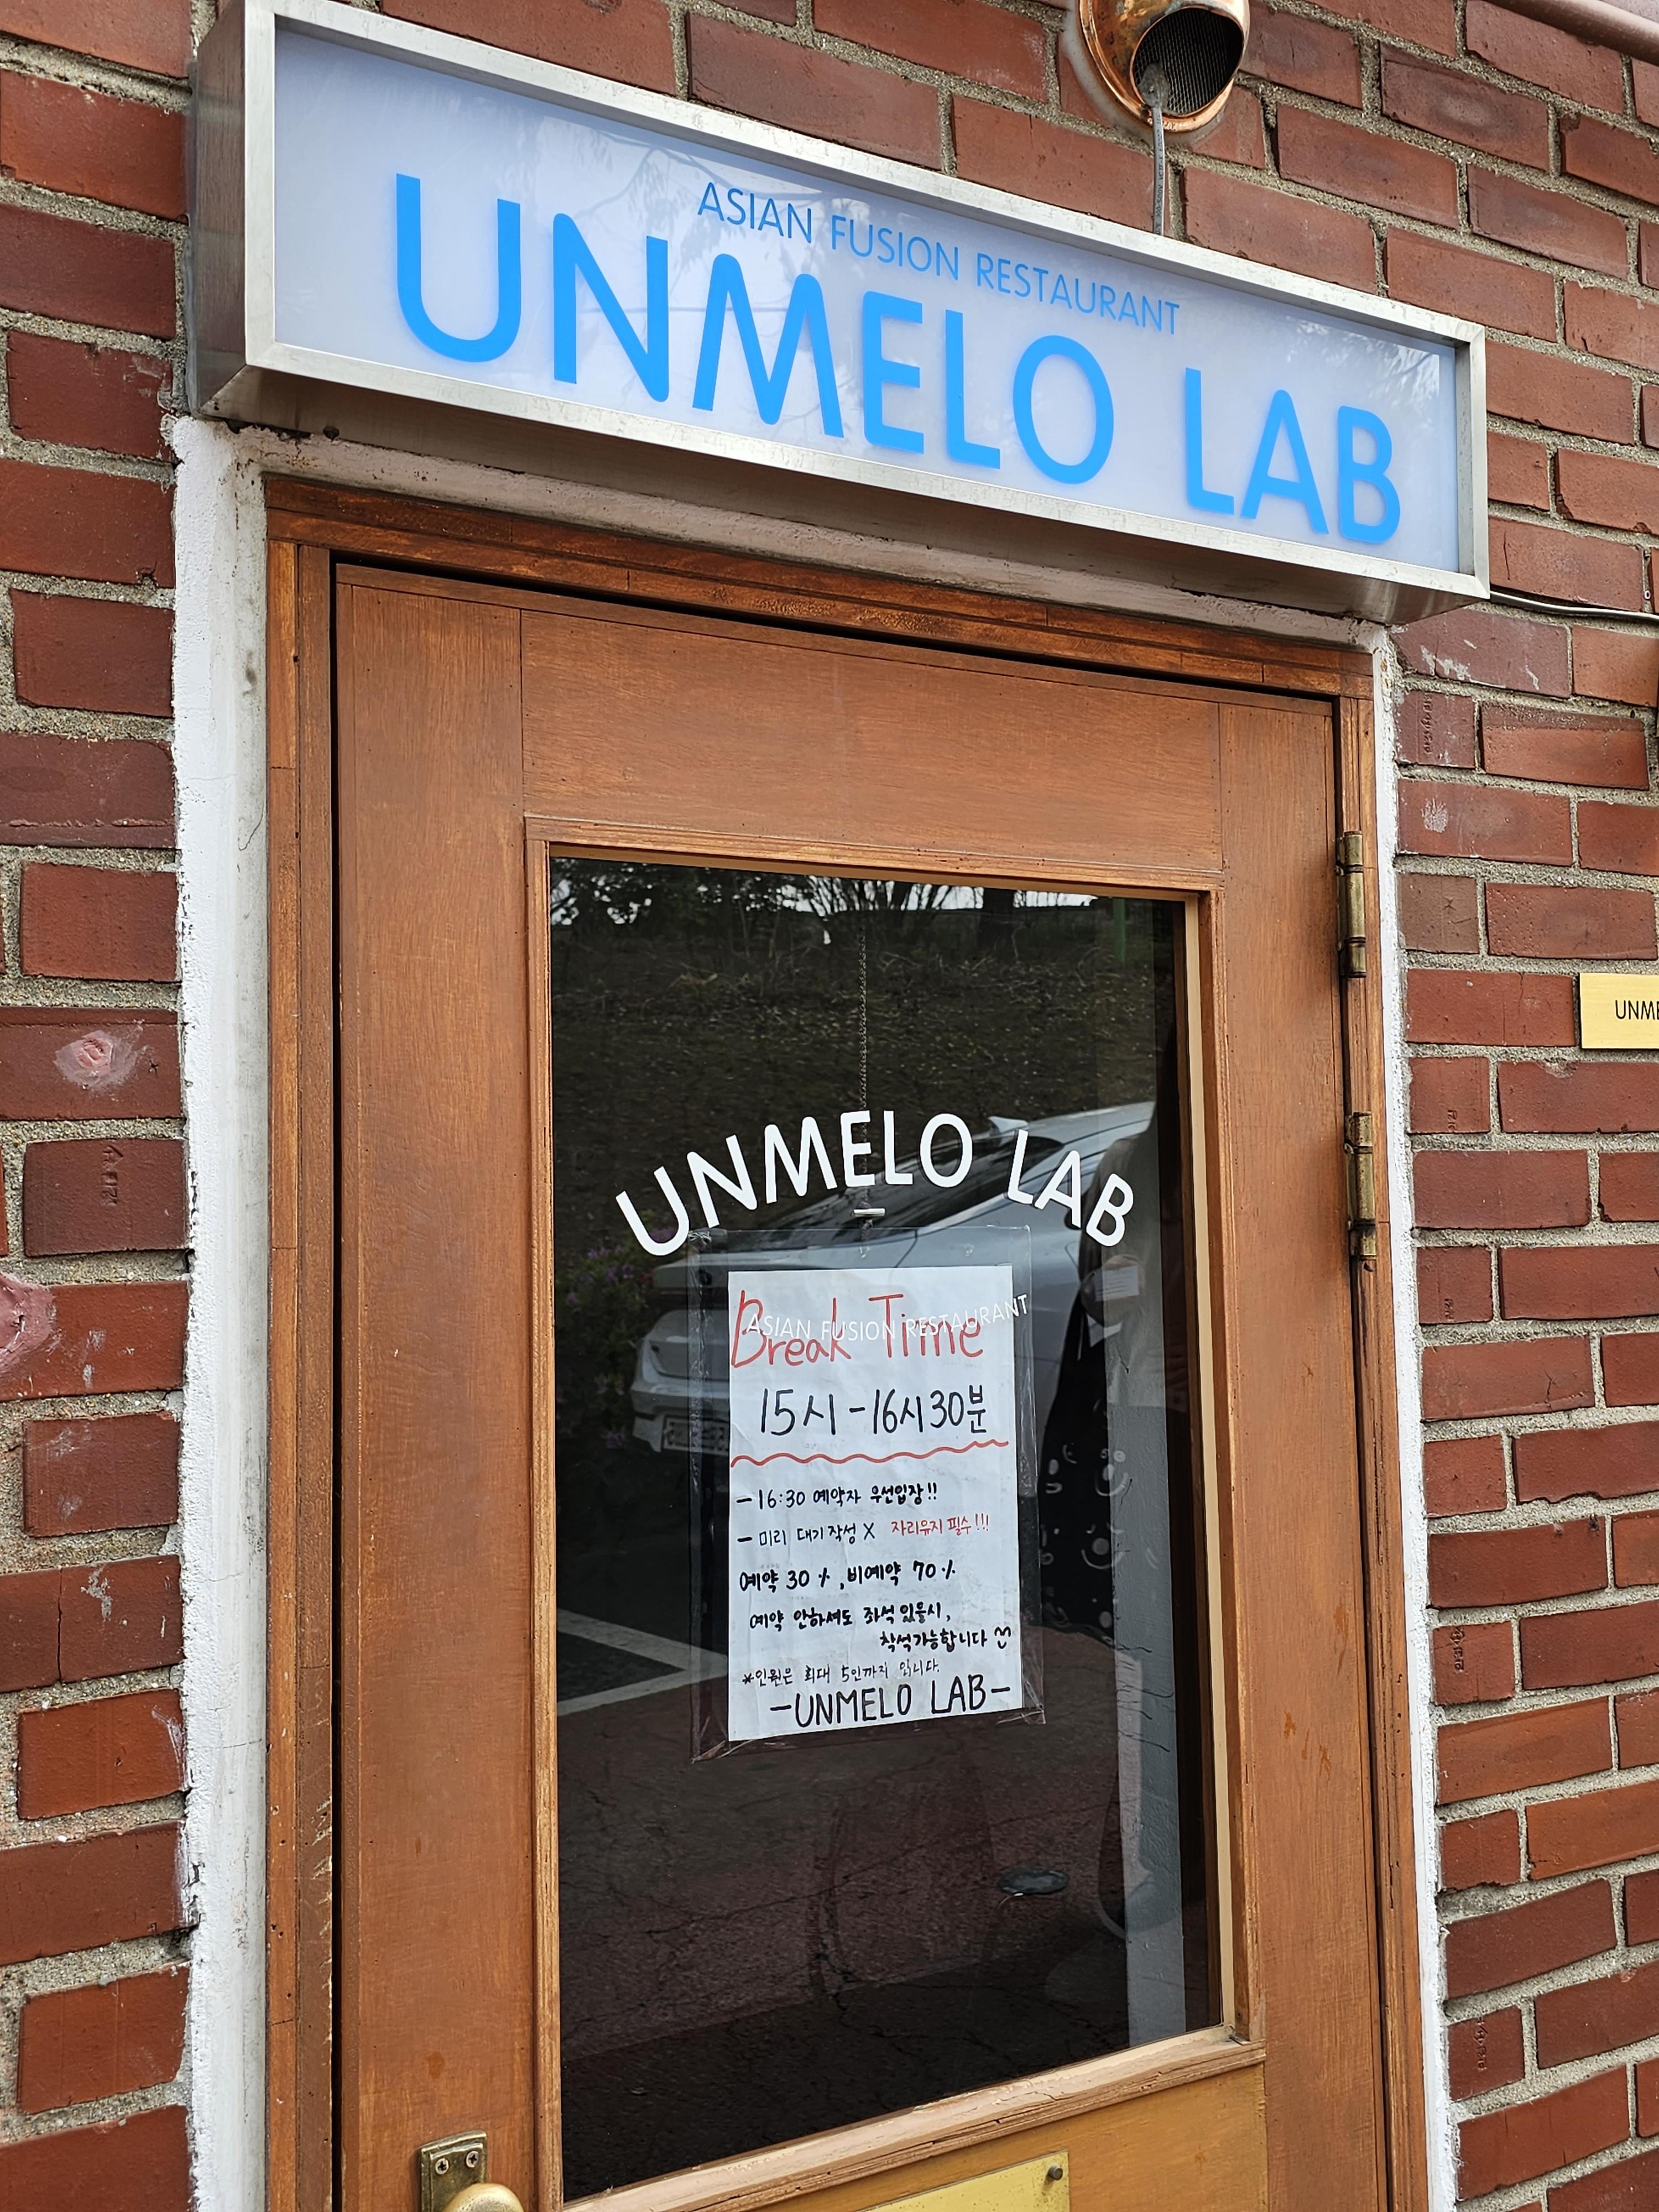 ASIAN FUSION RESTAURANT
UNMELO LAB
UNME
UNMELO LAB
ASIAN FUSION RESTAURANT
Break Time
15시-16시30분
-16:30 예약자 우선입장!!
- 미리 대기작성 X 자리유지 필수!!!
예약 30%, 비예약 70%
예약 안하셔도 좌석 있을시,
착석가능합니다
*인원은 최대 5인까지 입니다.
-UNMELO LAB-